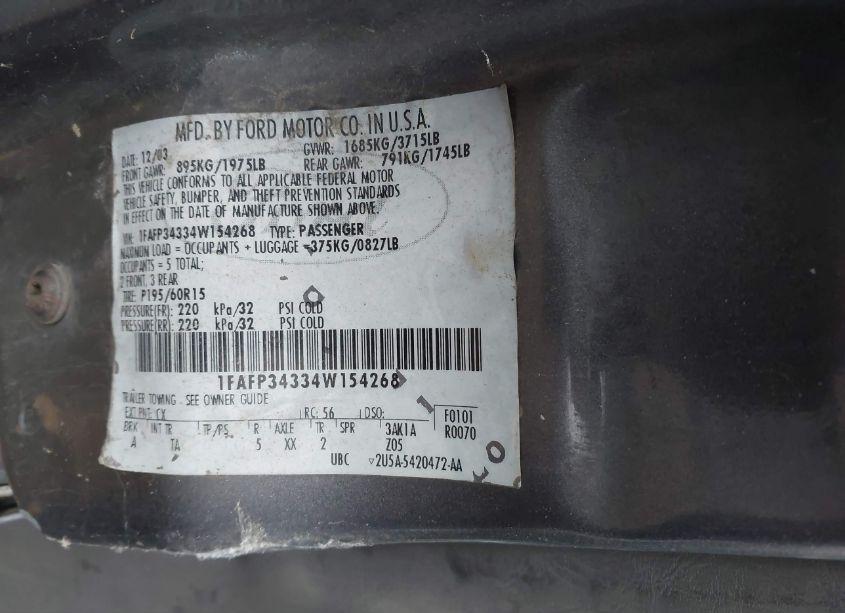 MFD. BY FORD MOTOR CO. IN U.S.A.
DATE: 12/03 GVWR: 1685KG/3715LB
FRONT GAWR: 895KG/1975LB REAR GAWR: 791KG/1745LB
THIS VEHICLE CONFORMS TO ALL APPLICABLE FEDERAL MOTOR
VEHICLE SAFETY, BUMPER, AND THEFT PREVENTION STANDARDS
IN EFFECT ON THE DATE OF MANUFACTURE SHOWN ABOVE.
VIN: 1FAFP34334W154268 TYPE: PASSENGER
MAXIMUM LOAD = OCCUPANTS + LUGGAGE =375KG/0827LB
OCCUPANTS = 5 TOTAL;
2 FRONT, 3 REAR
TIRE: P195/60R15
PRESSURE(FR): 220 kPa/32 PSI COLD
PRESSURE(RR): 220 kPa/32 PSI COLD
1FAFP34334W154268
TRAILER TOWING - SEE OWNER GUIDE
EXT PNT: CX RC: 56 DSO: F0101
BRK INT TR TP/PS R AXLE TR SPR 3AK1A R0070
A TA 5 XX 2 Z05
UBC ▽2U5A-5420472-AA